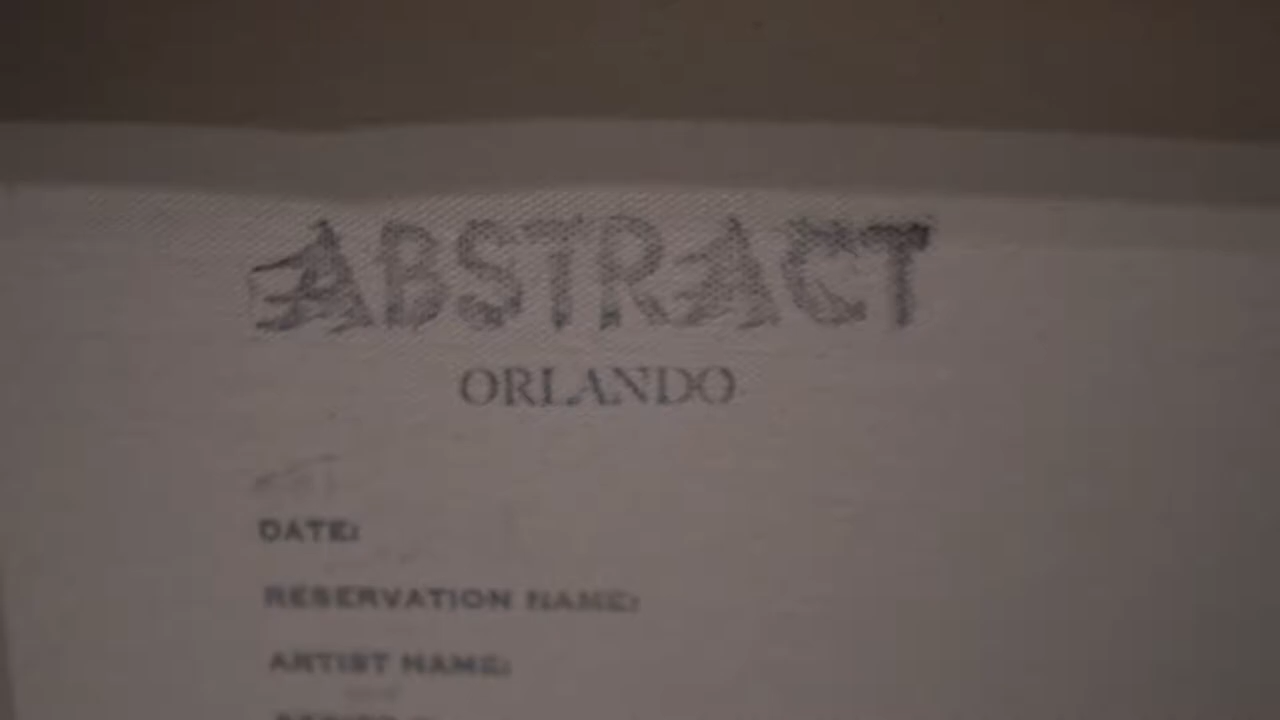 ABSTRACT
ORLANDO
DATE:
RESERVATION NAME:
ARTIST NAME: